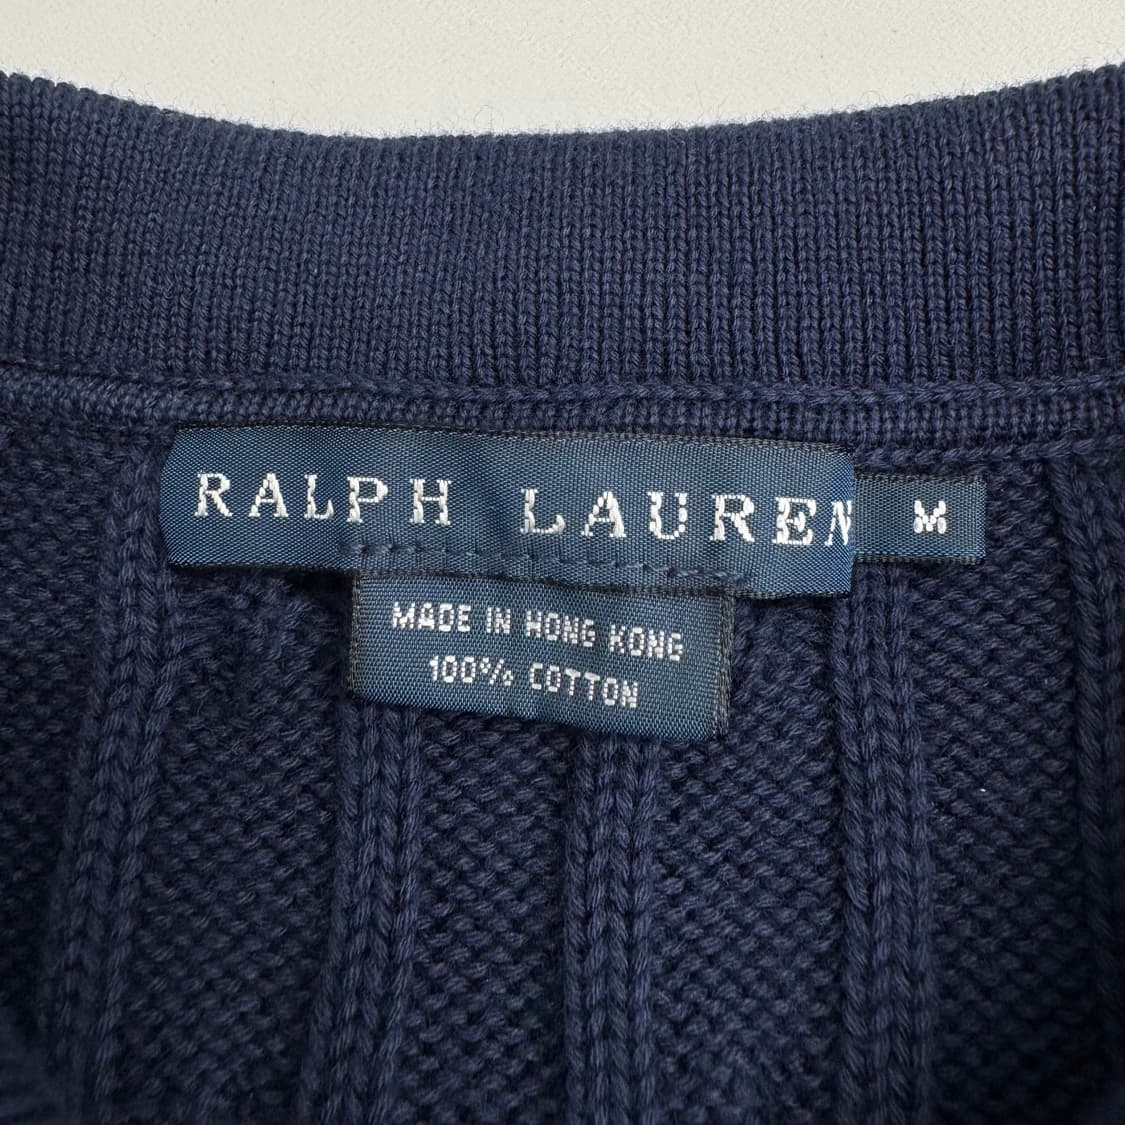 RALPH LAUREN
M
MADE IN HONG KONG
100% COTTON